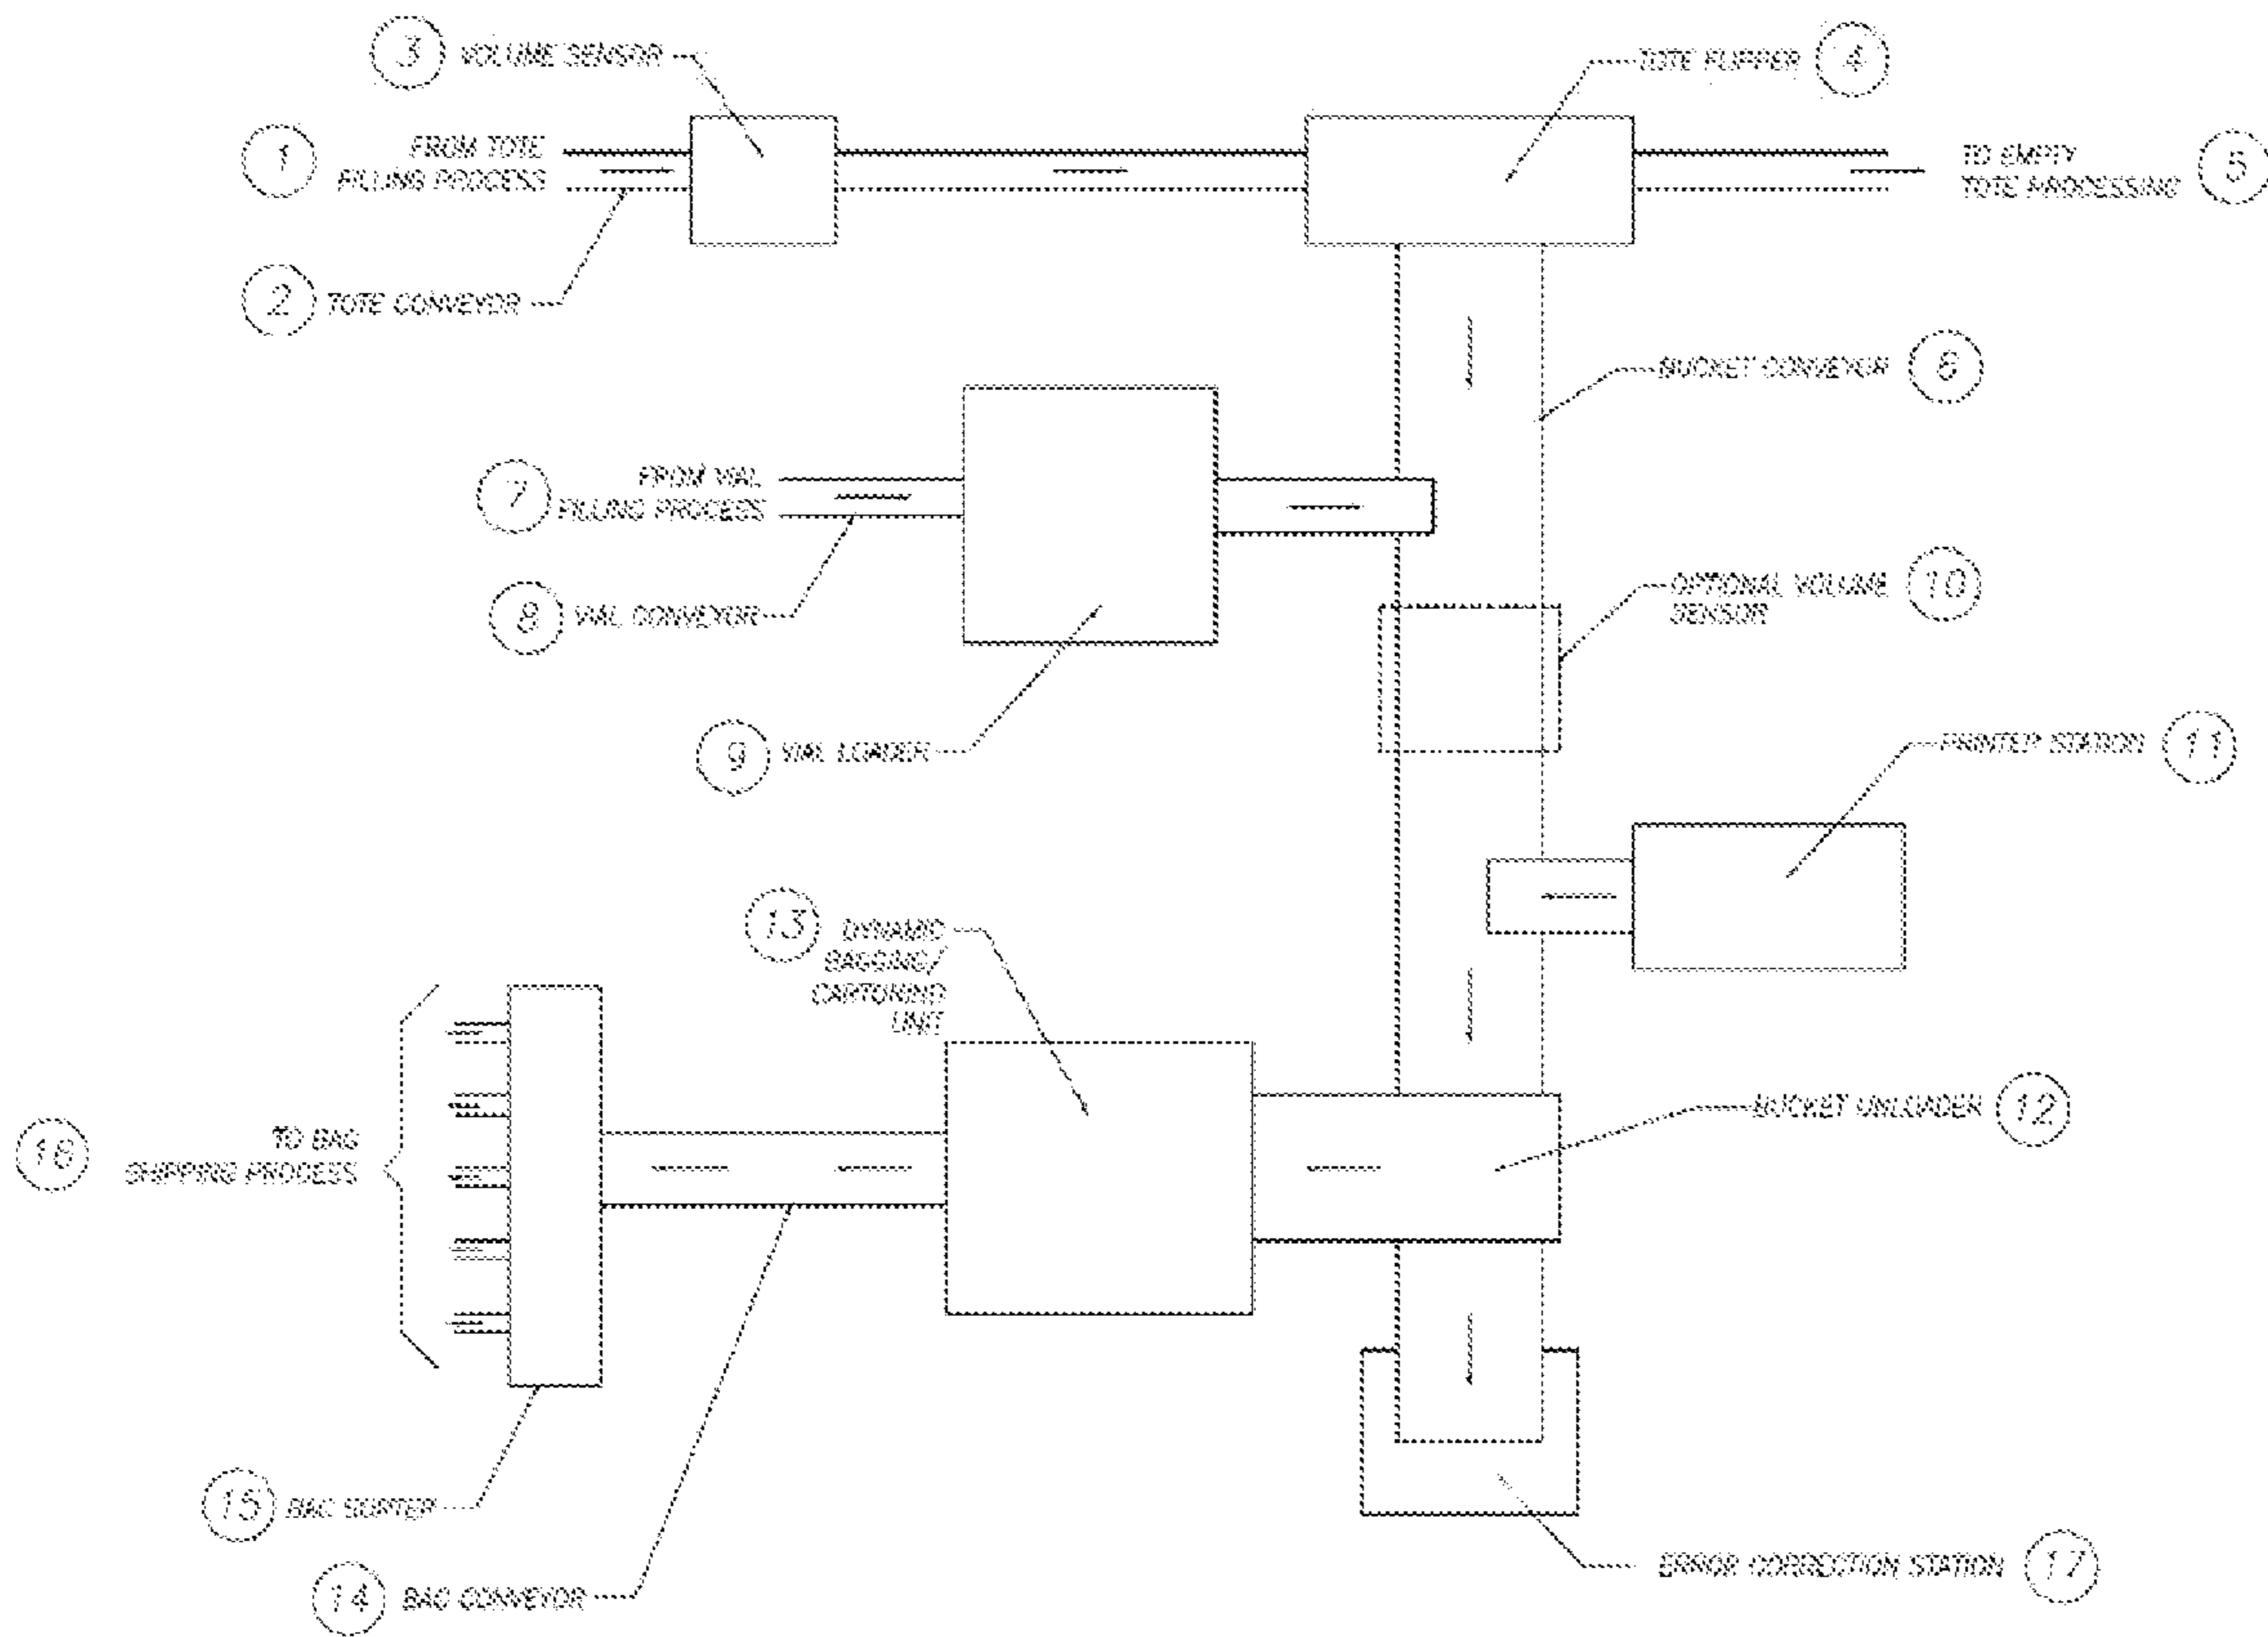 3 VOLUME SENSOR
TOTE FLIPPER 4
1 FROM TOTE
FILLING PROCESS
TO EMPTY
TOTE PROCESSING 5
2 TOTE CONVEYOR
BUCKET CONVEYOR 6
7 FROM VIAL
FILLING PROCESS
8 VIAL CONVEYOR
OPTIONAL VOLUME
SENSOR 10
9 VIAL LOADER
PRINTER STATION 11
13 DYNAMIC
BAGGING/
CARTONING
UNIT
BUCKET UNLOADER 12
16 TO BAG
SHIPPING PROCESS
15 BAG SORTER
14 BAG CONVEYOR
ERROR CORRECTION STATION 17